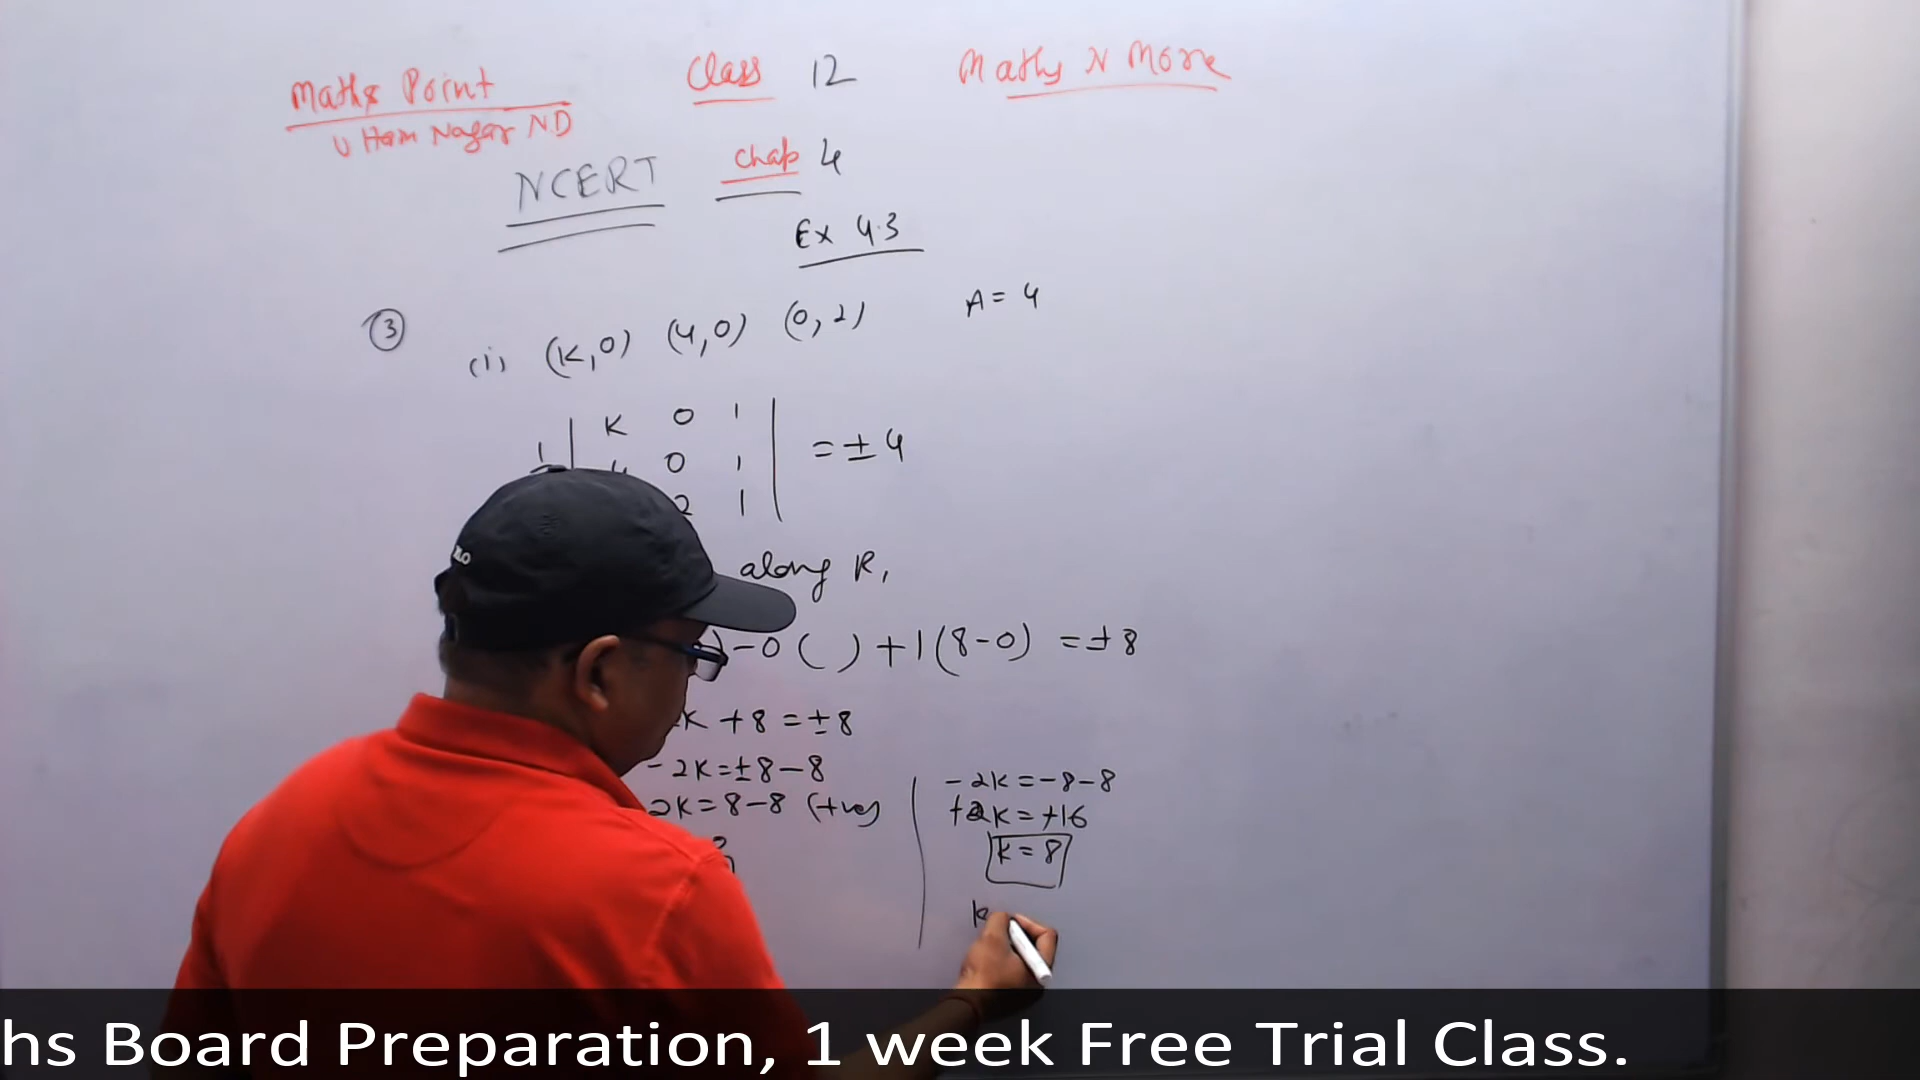 Maths Point Class 12 Maths N More
U Ham Nagar ND
NCERT Chap 4
Ex 4.3
③
(i) (K,0) (4,0) (0,2) A = 4
K 0 1
1 0 1 = ± 4
2 1
along R1
-0 ( ) + 1 (8-0) = ± 8
K + 8 = ± 8
-2K = ± 8 - 8
2K = 8 - 8 (+ve)
-2K = -8 - 8
+2K = +16
K = 8
K
hs Board Preparation, 1 week Free Trial Class.